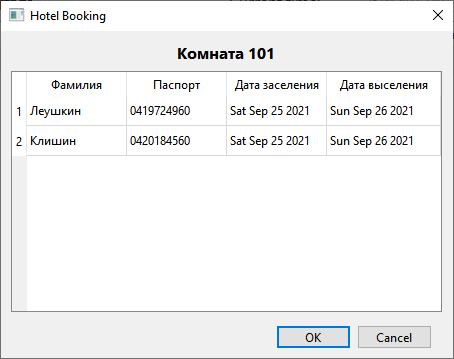 Hotel Booking
Комната 101
Фамилия Паспорт Дата заселения Дата выселения
1 Леушкин 0419724960 Sat Sep 25 2021 Sun Sep 26 2021
2 Клишин 0420184560 Sat Sep 25 2021 Sun Sep 26 2021
OK Cancel